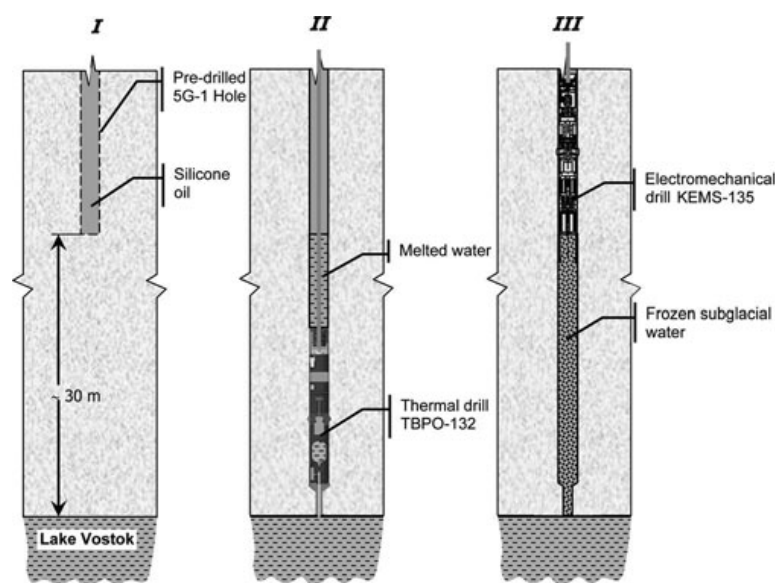 I
II
III
Pre-drilled
5G-1 Hole
Silicone
oil
~ 30 m
Lake Vostok
Melted water
Thermal drill
TBPO-132
Electromechanical
drill KEMS-135
Frozen subglacial
water